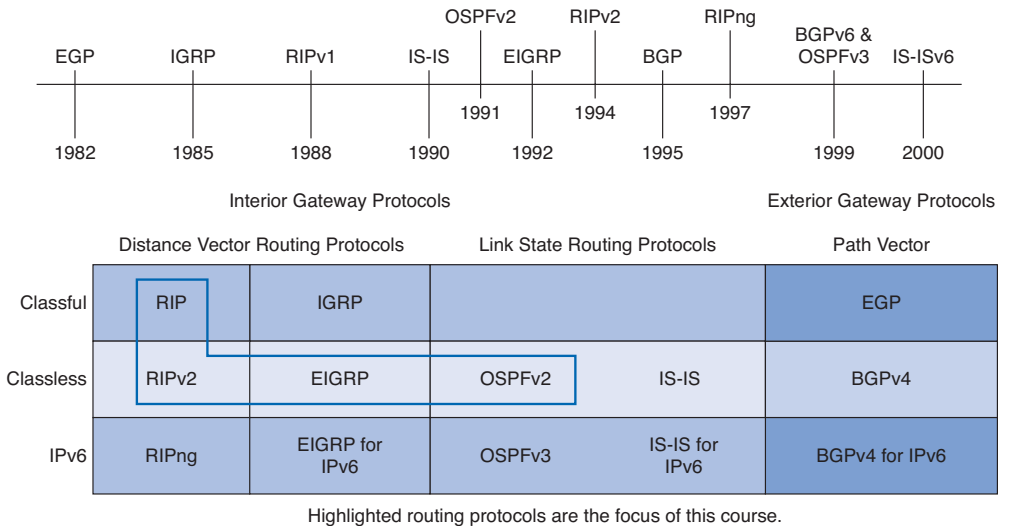 OSPFv2 RIPv2 RIPng
EGP IGRP RIPv1 IS-IS EIGRP BGP BGPv6 & OSPFv3 IS-ISv6
1991 1994 1997
1982 1985 1988 1990 1992 1995 1999 2000
Interior Gateway Protocols Exterior Gateway Protocols
Distance Vector Routing Protocols Link State Routing Protocols Path Vector
Classful RIP IGRP EGP
Classless RIPv2 EIGRP OSPFv2 IS-IS BGPv4
IPv6 RIPng EIGRP for IPv6 OSPFv3 IS-IS for IPv6 BGPv4 for IPv6
Highlighted routing protocols are the focus of this course.